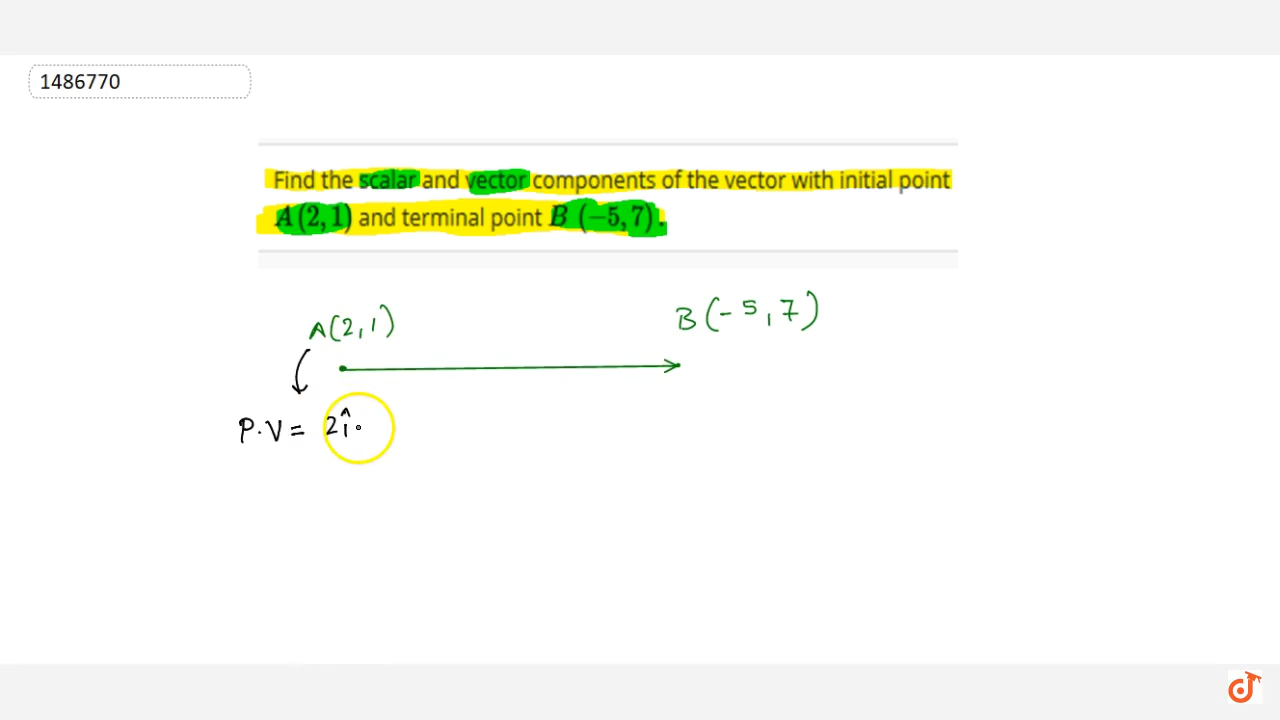 1486770
Find the scalar and vector components of the vector with initial point
A(2,1) and terminal point B (−5,7).
A(2,1)
B(-5,7)
P.V = 2î